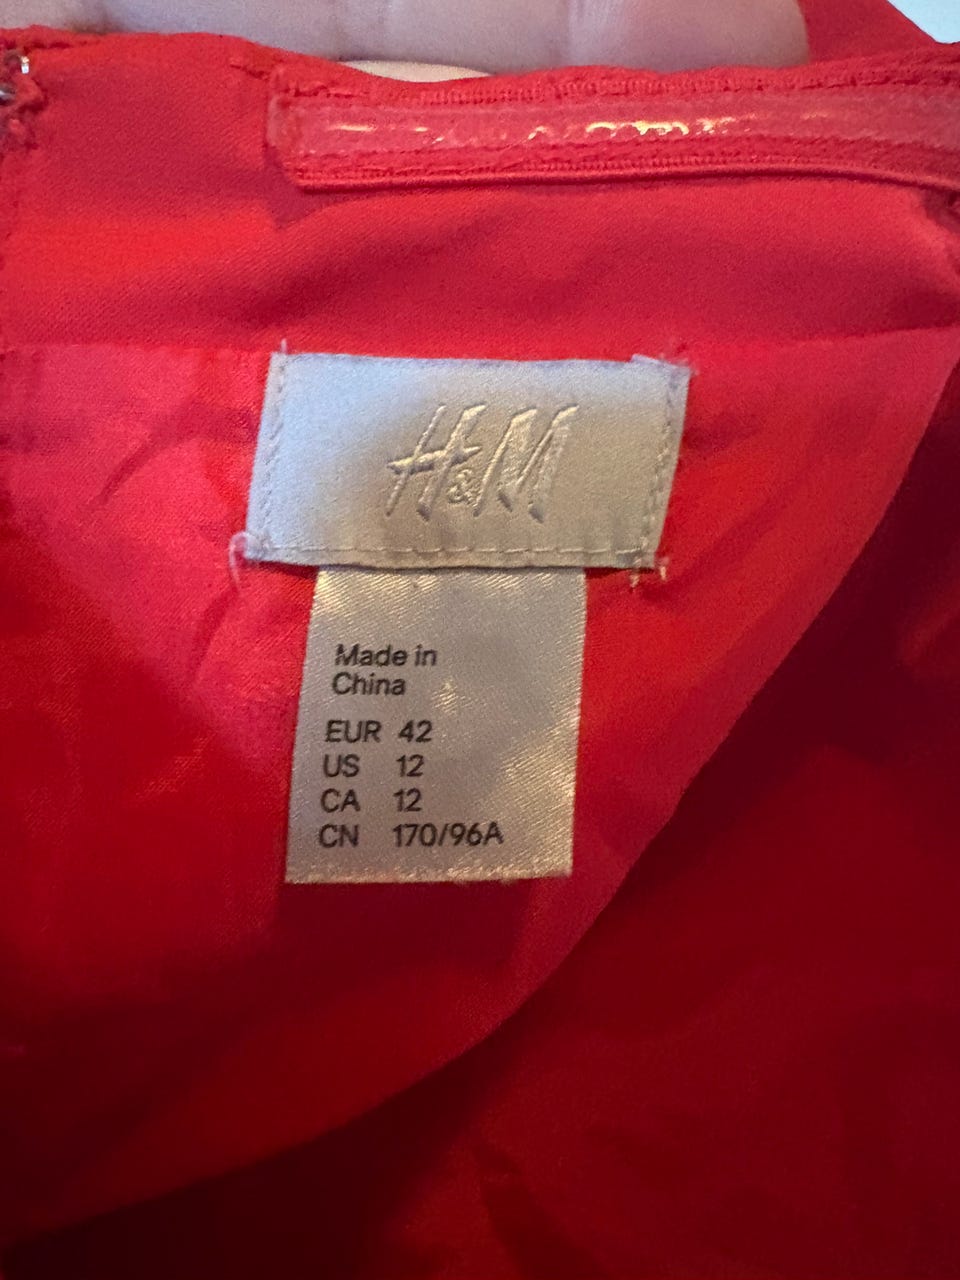 H&M
Made in
China
EUR 42
US 12
CA 12
CN 170/96A